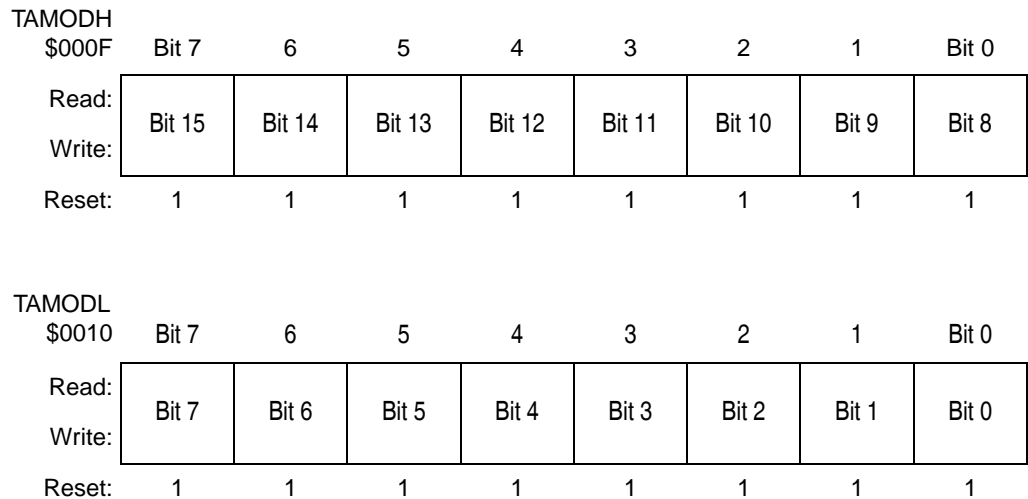 TAMODH
$000F Bit 7 6 5 4 3 2 1 Bit 0
Read:
Bit 15 Bit 14 Bit 13 Bit 12 Bit 11 Bit 10 Bit 9 Bit 8
Write:
Reset: 1 1 1 1 1 1 1 1
TAMODL
$0010 Bit 7 6 5 4 3 2 1 Bit 0
Read:
Bit 7 Bit 6 Bit 5 Bit 4 Bit 3 Bit 2 Bit 1 Bit 0
Write:
Reset: 1 1 1 1 1 1 1 1